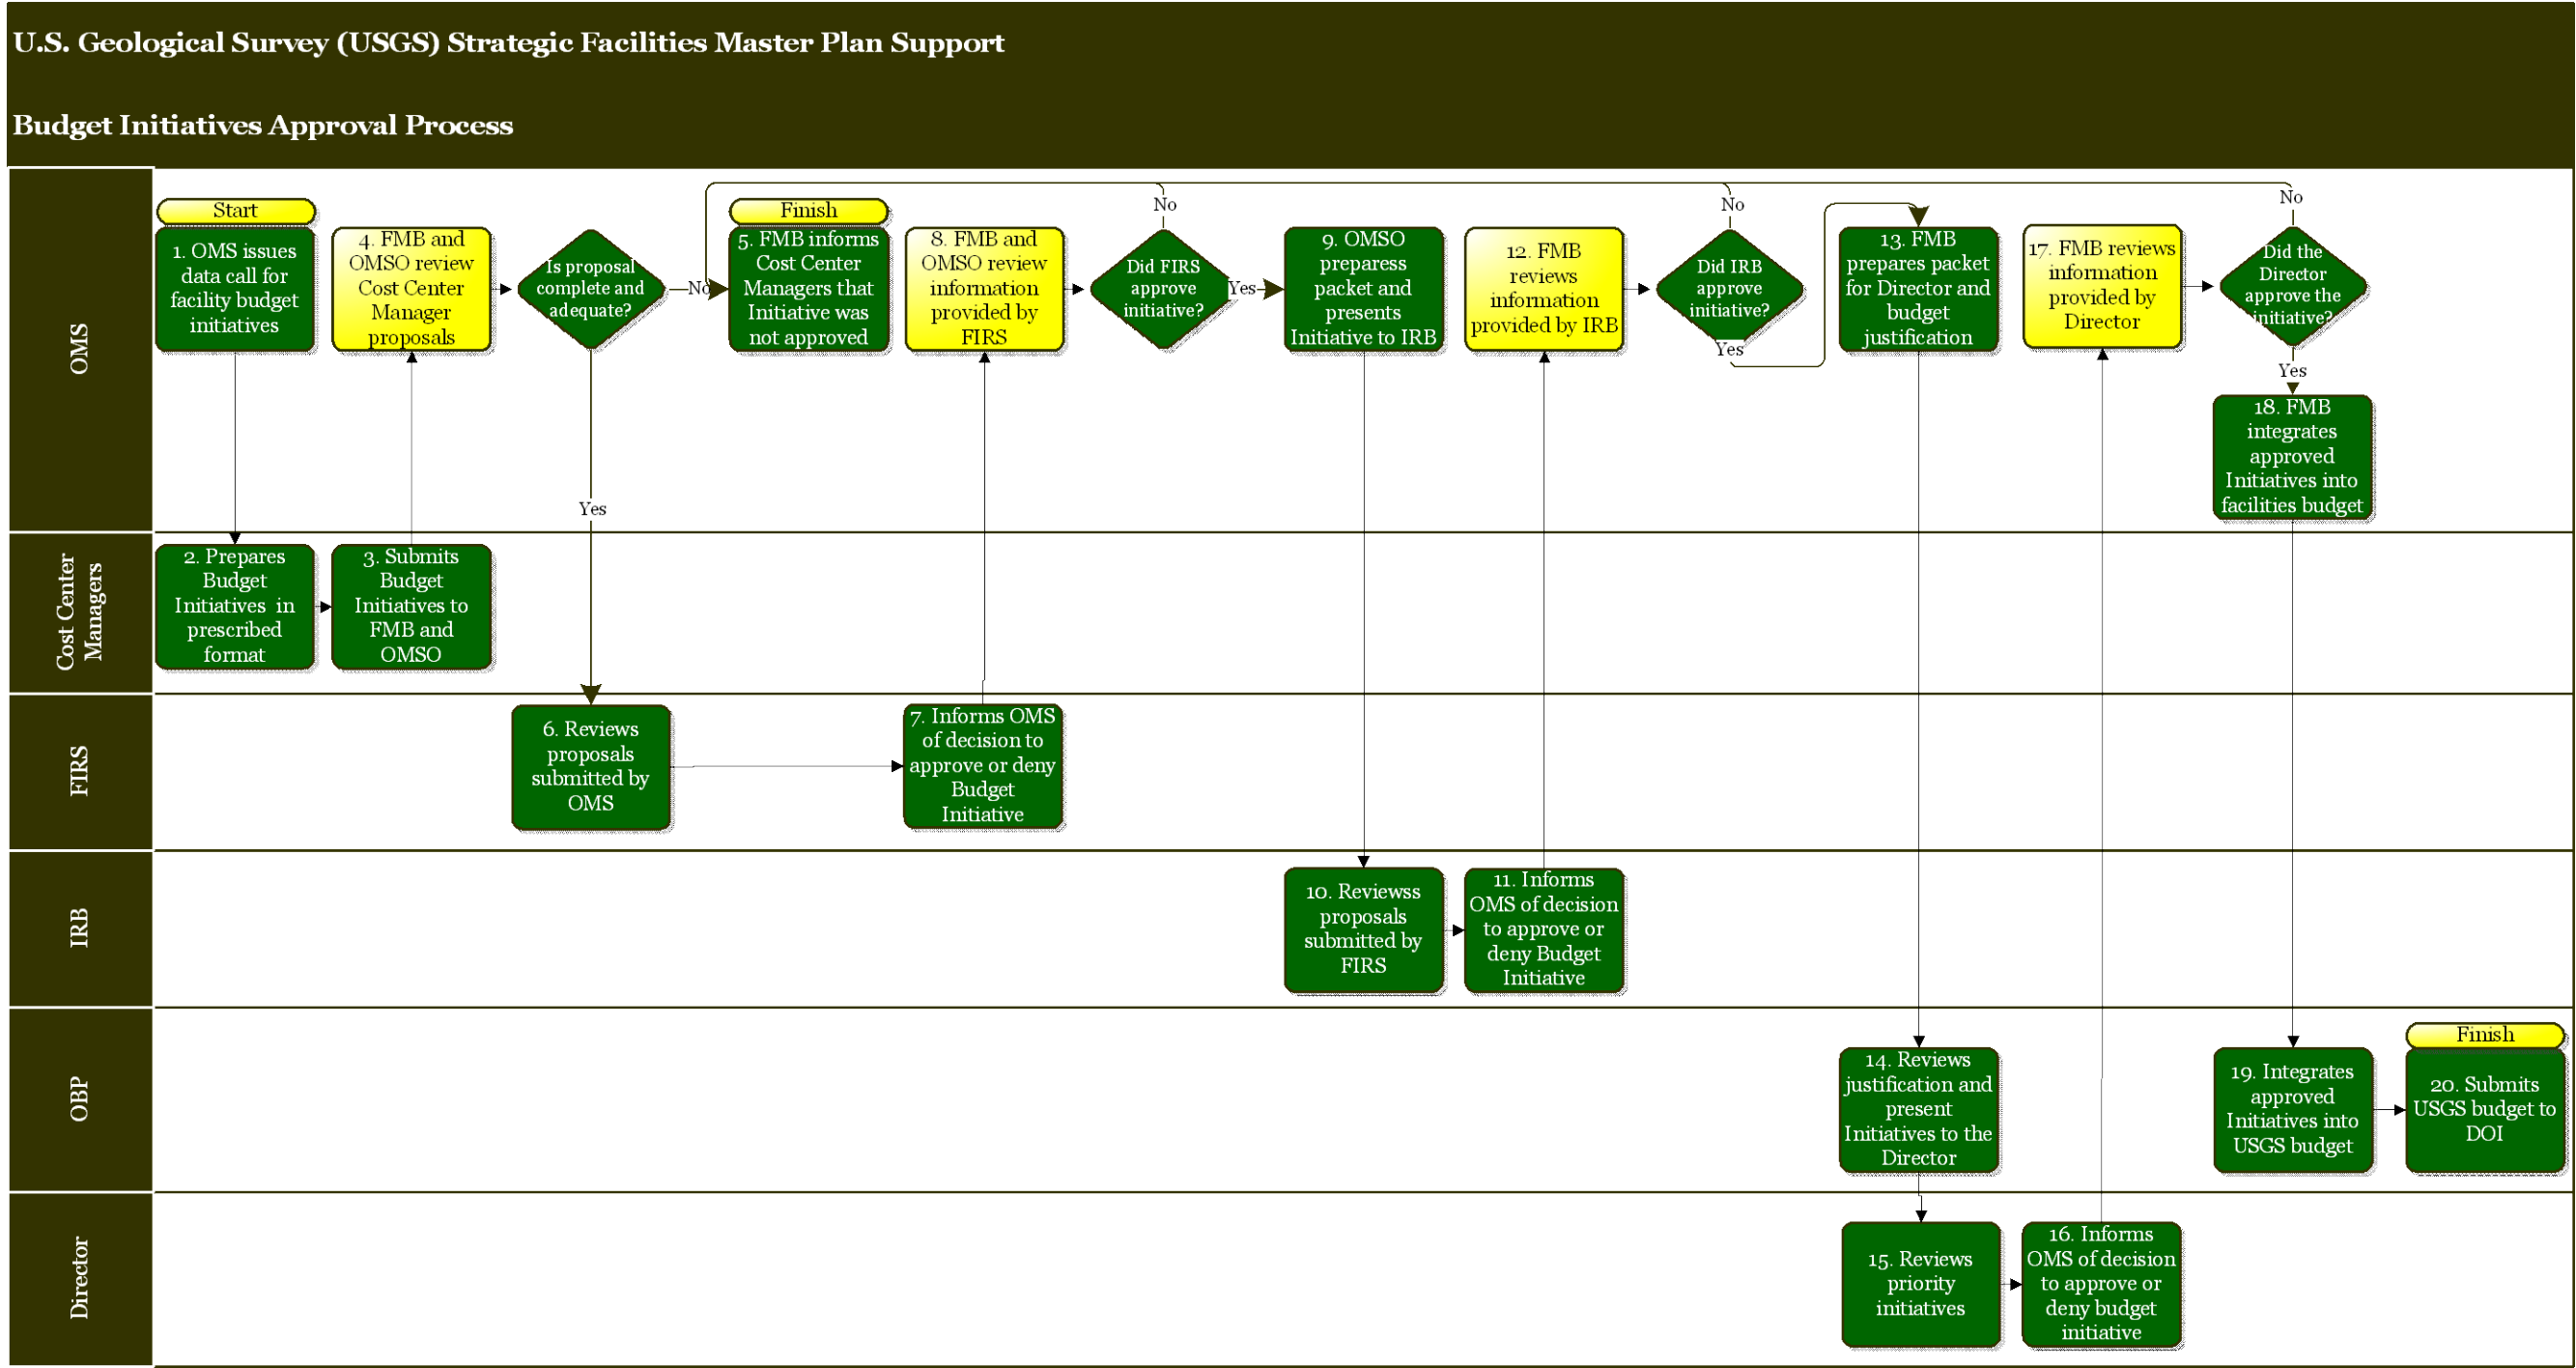 U.S. Geological Survey (USGS) Strategic Facilities Master Plan Support
Budget Initiatives Approval Process
OMS
Start
1. OMS issues
data call for
facility budget
initiatives
4. FMB and
OMSO review
Cost Center
Manager
proposals
Is proposal
complete and
adequate?
No
Yes
Finish
5. FMB informs
Cost Center
Managers that
Initiative was
not approved
8. FMB and
OMSO review
information
provided by
FIRS
No
Did FIRS
approve
initiative?
Yes
9. OMSO
preparess
packet and
presents
Initiative to IRB
12. FMB
reviews
information
provided by IRB
No
Did IRB
approve
initiative?
Yes
13. FMB
prepares packet
for Director and
budget
justification
17. FMB reviews
information
provided by
Director
No
Did the
Director
approve the
initiative?
Yes
18. FMB
integrates
approved
Initiatives into
facilities budget
Cost Center
Managers
2. Prepares
Budget
Initiatives in
prescribed
format
3. Submits
Budget
Initiatives to
FMB and
OMSO
FIRS
6. Reviews
proposals
submitted by
OMS
7. Informs OMS
of decision to
approve or deny
Budget
Initiative
IRB
10. Reviewss
proposals
submitted by
FIRS
11. Informs
OMS of decision
to approve or
deny Budget
Initiative
OBP
14. Reviews
justification and
present
Initiatives to the
Director
19. Integrates
approved
Initiatives into
USGS budget
Finish
20. Submits
USGS budget to
DOI
Director
15. Reviews
priority
initiatives
16. Informs
OMS of decision
to approve or
deny budget
initiative